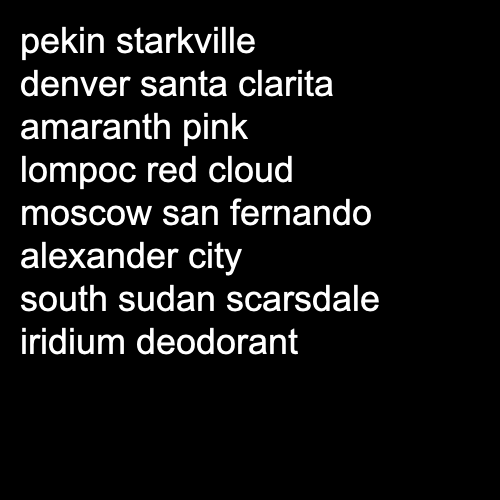 pekin starkville
denver santa clarita
amaranth pink
lompoc red cloud
moscow san fernando
alexander city
south sudan scarsdale
iridium deodorant